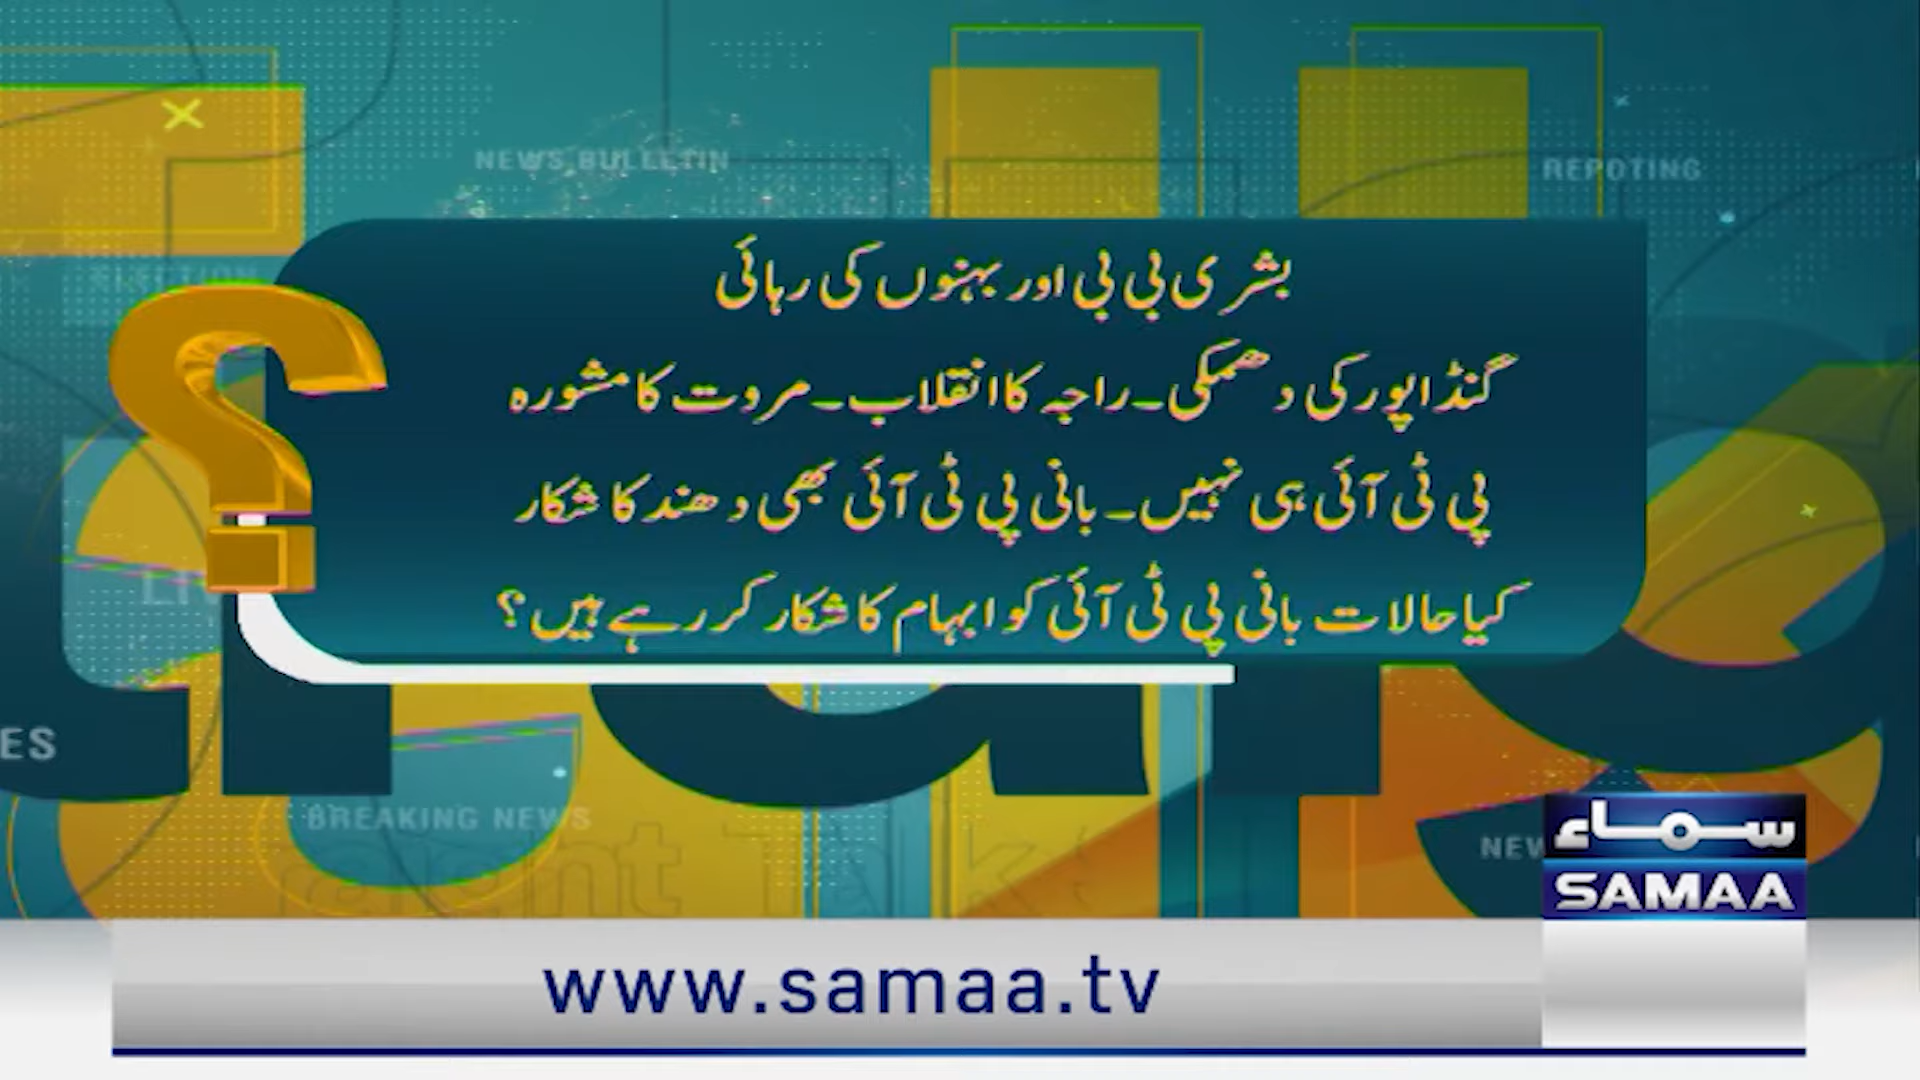 NEWS BULLETIN
REPOTING
بشریٰ بی بی اور بہنوں کی رہائی
گنڈاپور کی دھمکی۔راجہ کا انقلاب۔مروت کا مشورہ
پی ٹی آئی ہی نہیں۔بانی پی ٹی آئی بھی دھند کا شکار
کیا حالات بانی پی ٹی آئی کو ابہام کا شکار کر رہے ہیں؟
؟
ES
BREAKING NEWS
NEW
سماء
SAMAA
www.samaa.tv